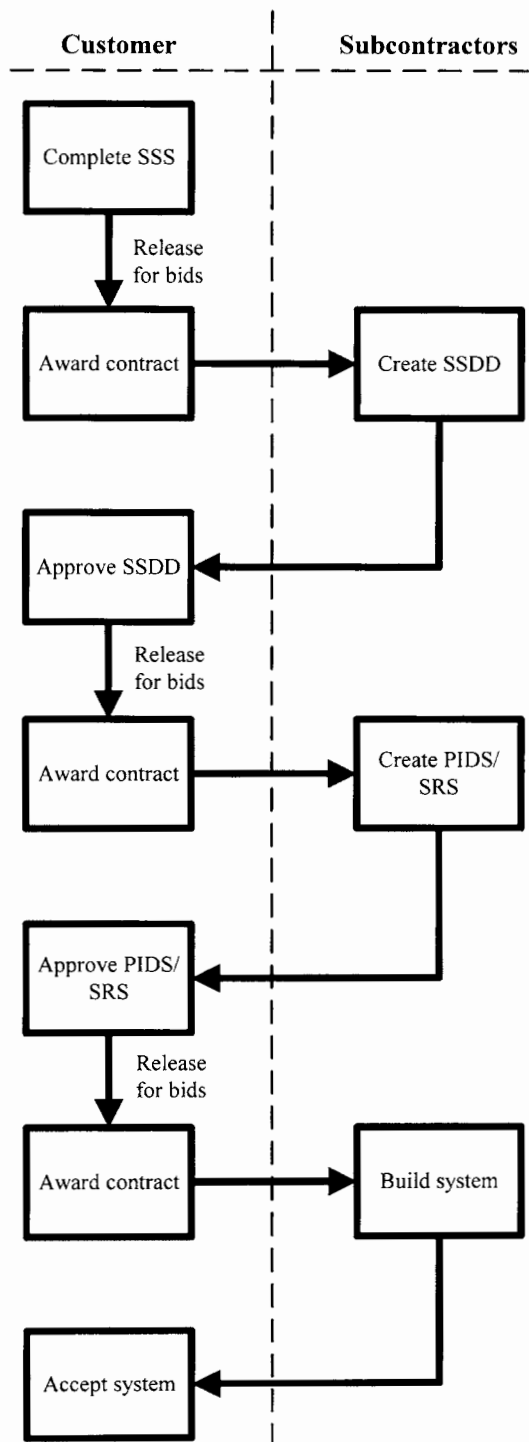 Customer
Subcontractors
Complete SSS
Release
for bids
Award contract
Create SSDD
Approve SSDD
Release
for bids
Award contract
Create PIDS/
SRS
Approve PIDS/
SRS
Release
for bids
Award contract
Build system
Accept system